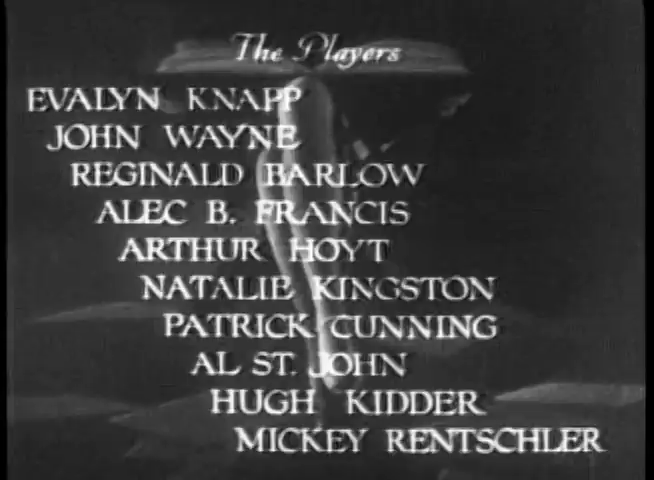 The Players
EVALYN KNAPP
JOHN WAYNE
REGINALD BARLOW
ALEC B. FRANCIS
ARTHUR HOYT
NATALIE KINGSTON
PATRICK CUNNING
AL ST. JOHN
HUGH KIDDER
MICKEY RENTSCHLER